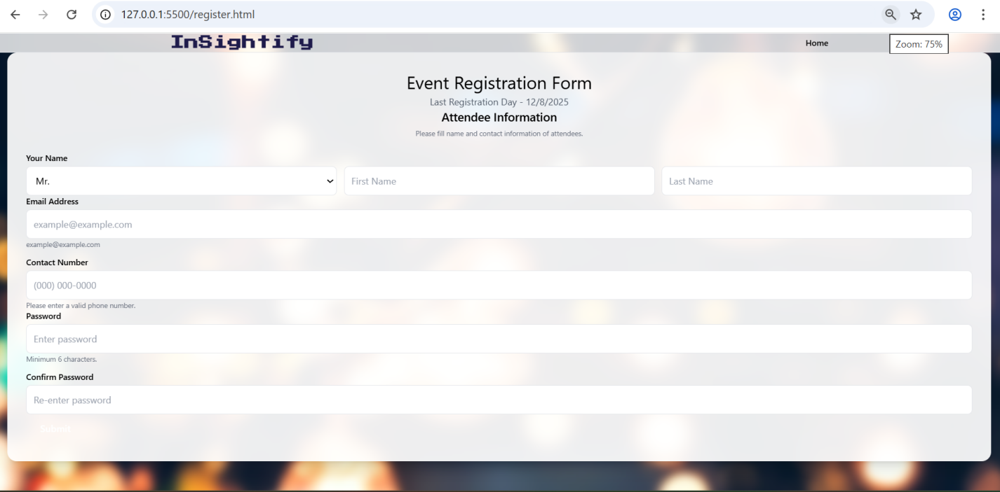 127.0.0.1:5500/register.html
InSightify
Home
Zoom: 75%
Event Registration Form
Last Registration Day - 12/8/2025
Attendee Information
Please fill name and contact information of attendees.
Your Name
Mr.
First Name
Last Name
Email Address
example@example.com
example@example.com
Contact Number
(000) 000-0000
Please enter a valid phone number.
Password
Enter password
Minimum 6 characters.
Confirm Password
Re-enter password
Submit